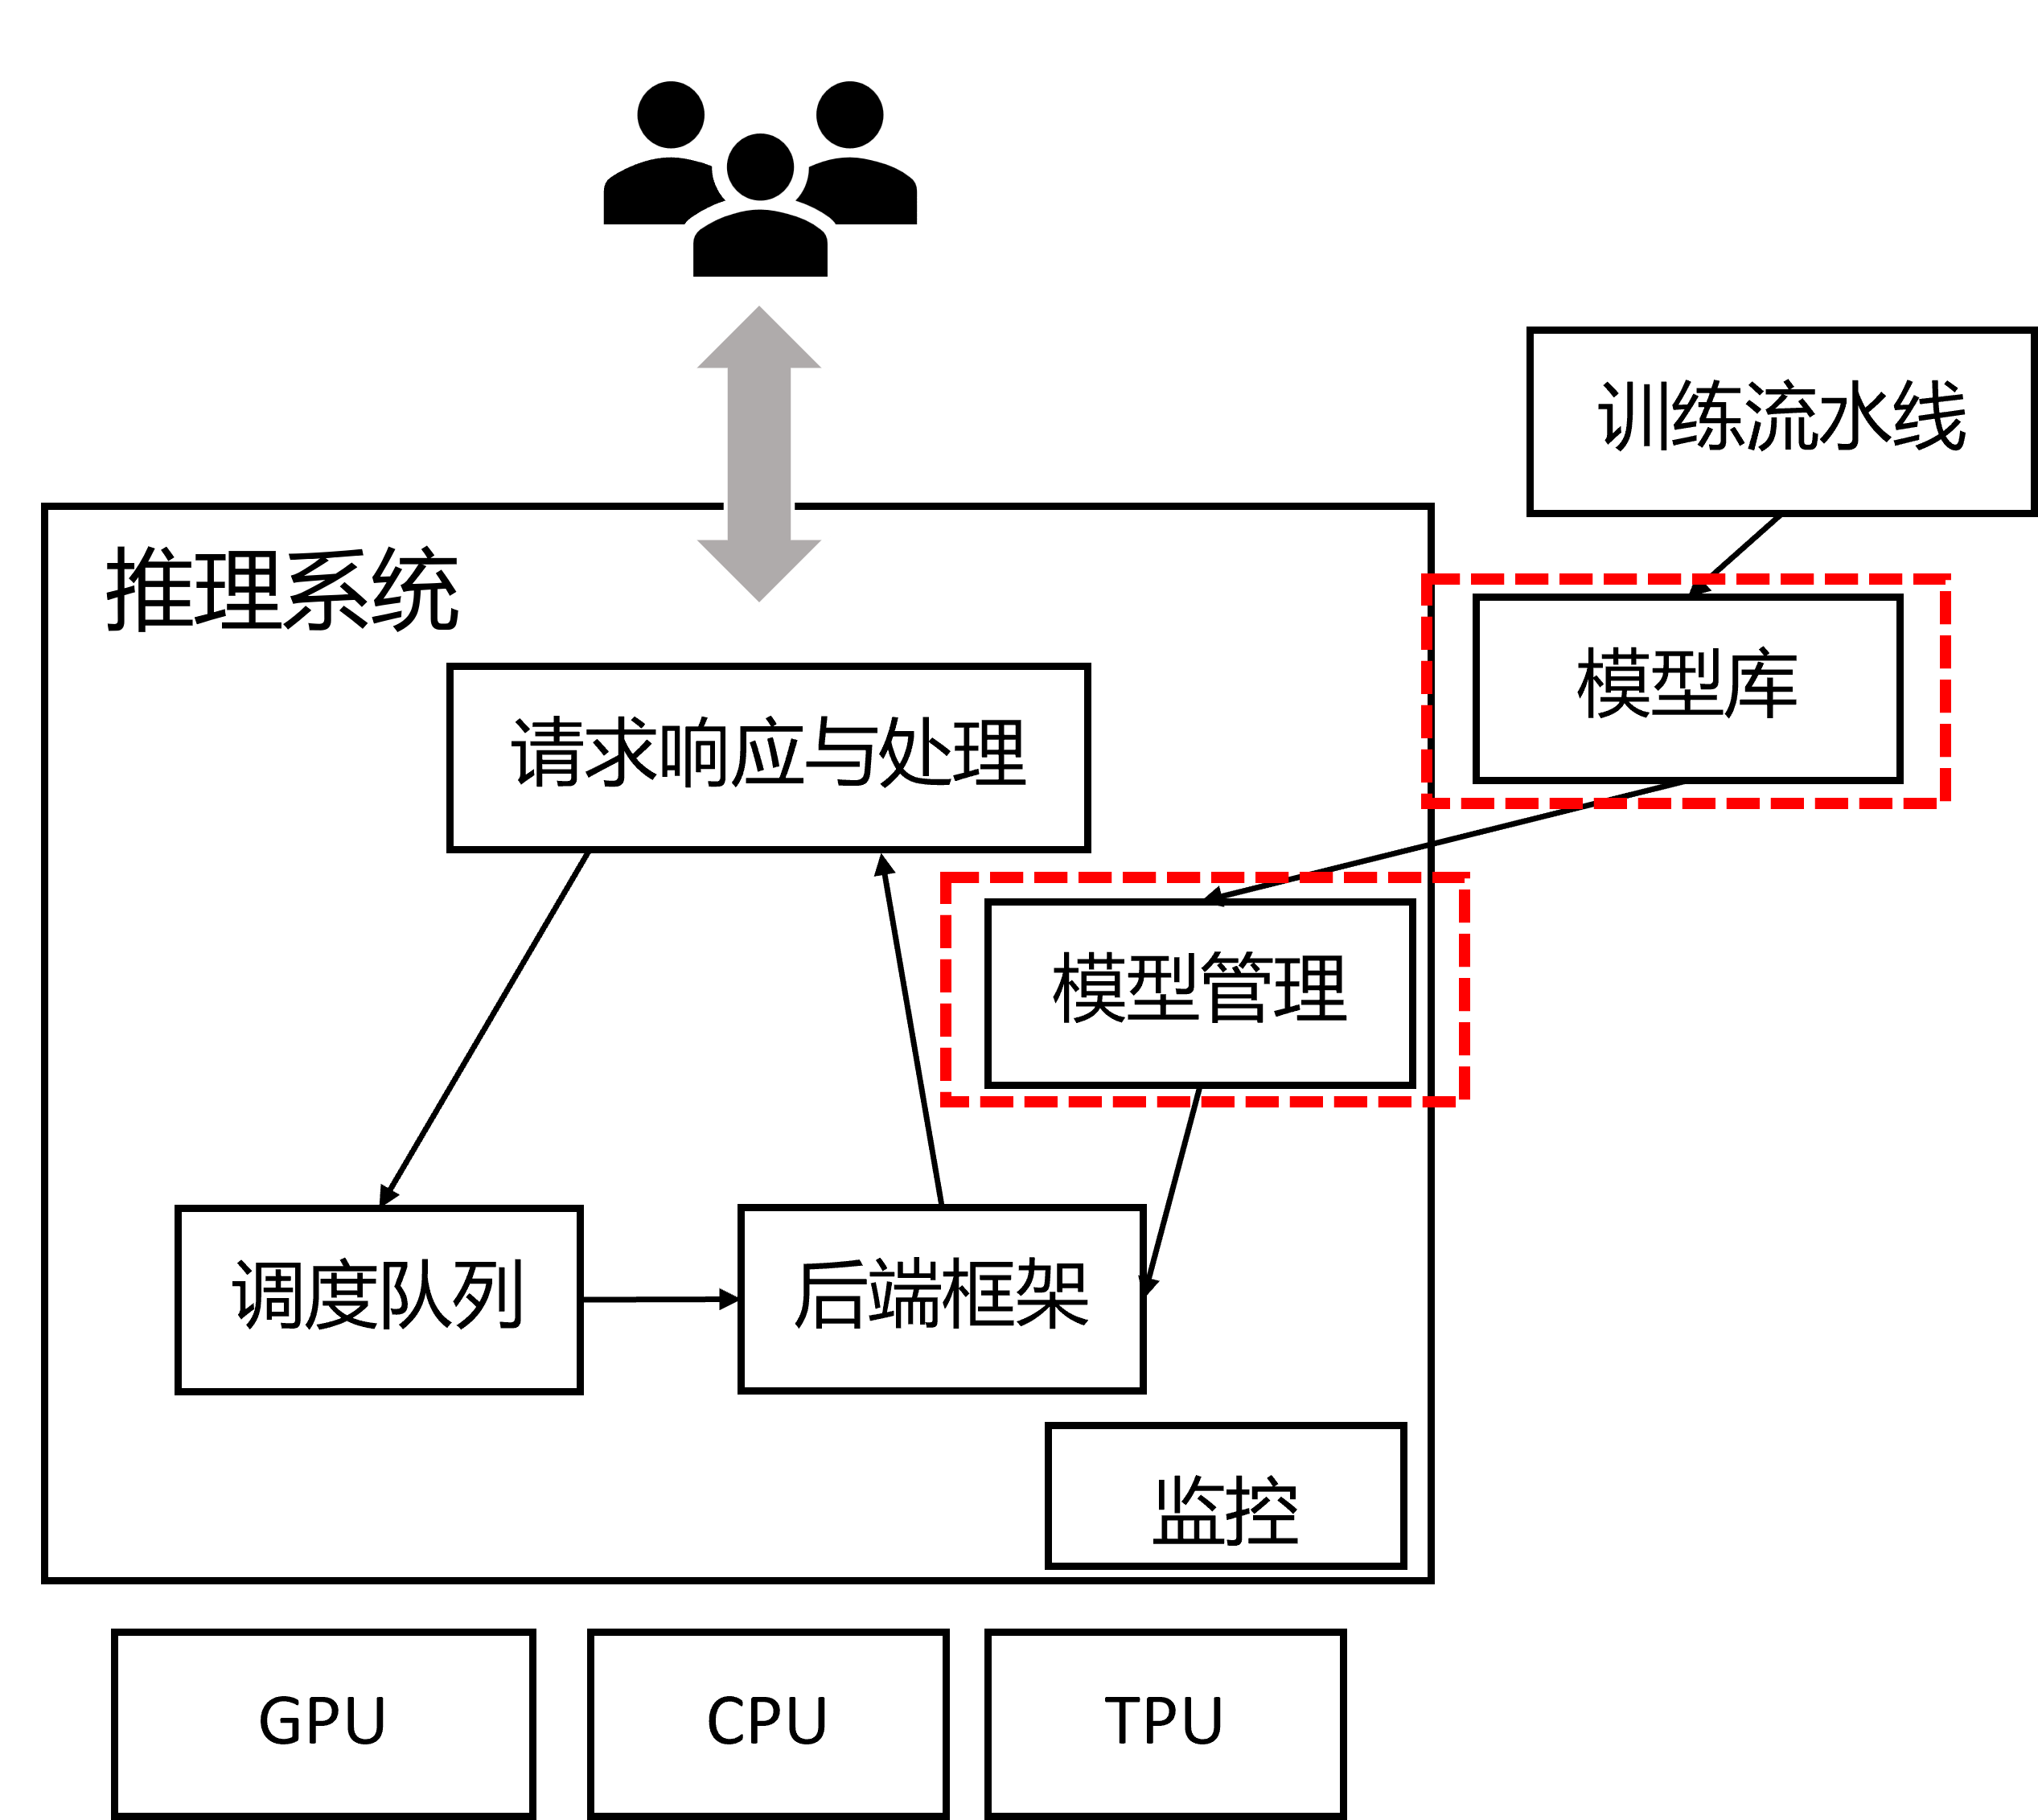 训练流水线
推理系统
模型库
请求响应与处理
模型管理
调度队列
后端框架
监控
GPU
CPU
TPU